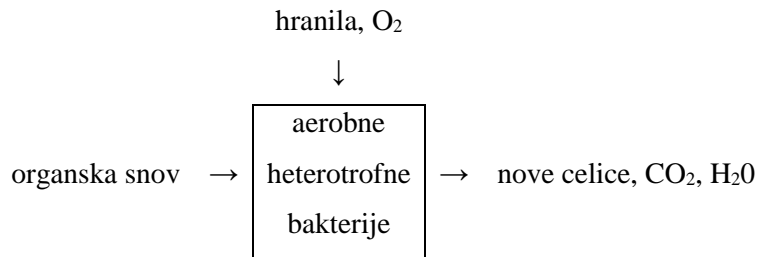 hranila, O₂
↓
aerobne
organska snov → heterotrofne → nove celice, CO₂, H₂0
bakterije